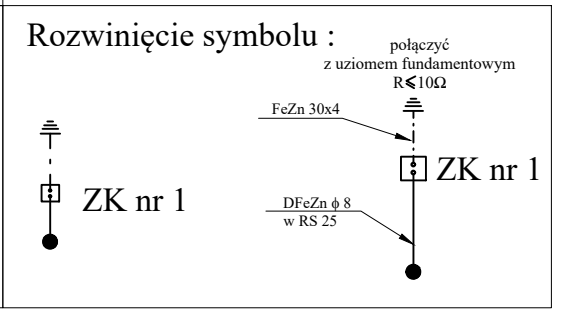 Rozwinięcie symbolu :
połączyć
z uziomem fundamentowym
R⩽10Ω
FeZn 30x4
ZK nr 1
ZK nr 1
DFeZn ϕ 8
w RS 25